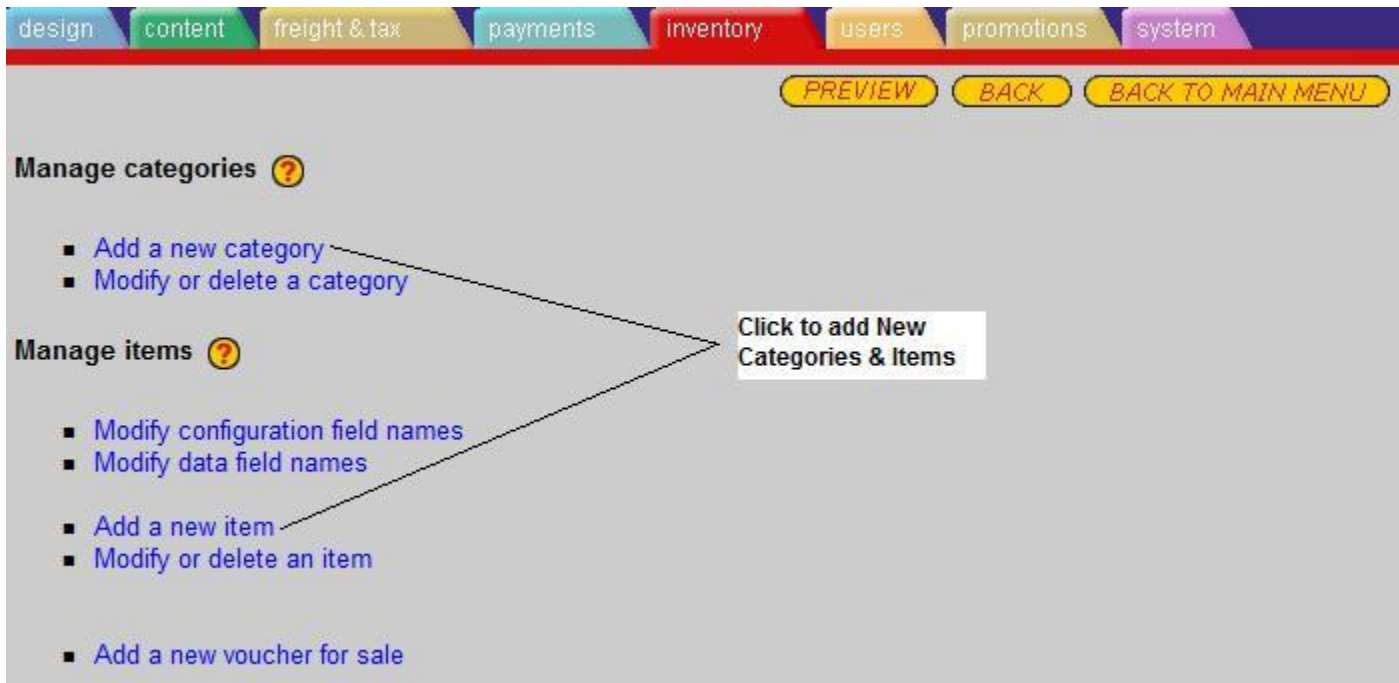 design content freight & tax payments inventory users promotions system
PREVIEW BACK BACK TO MAIN MENU
Manage categories ?
Add a new category
Modify or delete a category
Click to add New
Categories & Items
Manage items ?
Modify configuration field names
Modify data field names
Add a new item
Modify or delete an item
Add a new voucher for sale